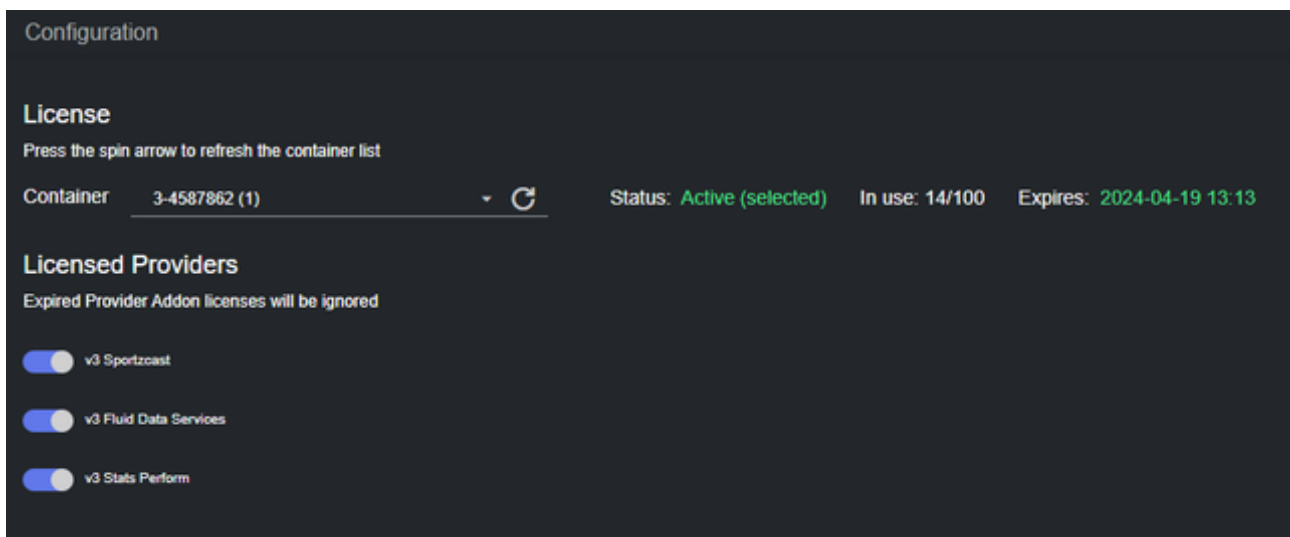 Configuration
License
Press the spin arrow to refresh the container list
Container 3-4587862 (1) Status: Active (selected) In use: 14/100 Expires: 2024-04-19 13:13
Licensed Providers
Expired Provider Addon licenses will be ignored
v3 Sportzcast
v3 Fluid Data Services
v3 Stats Perform